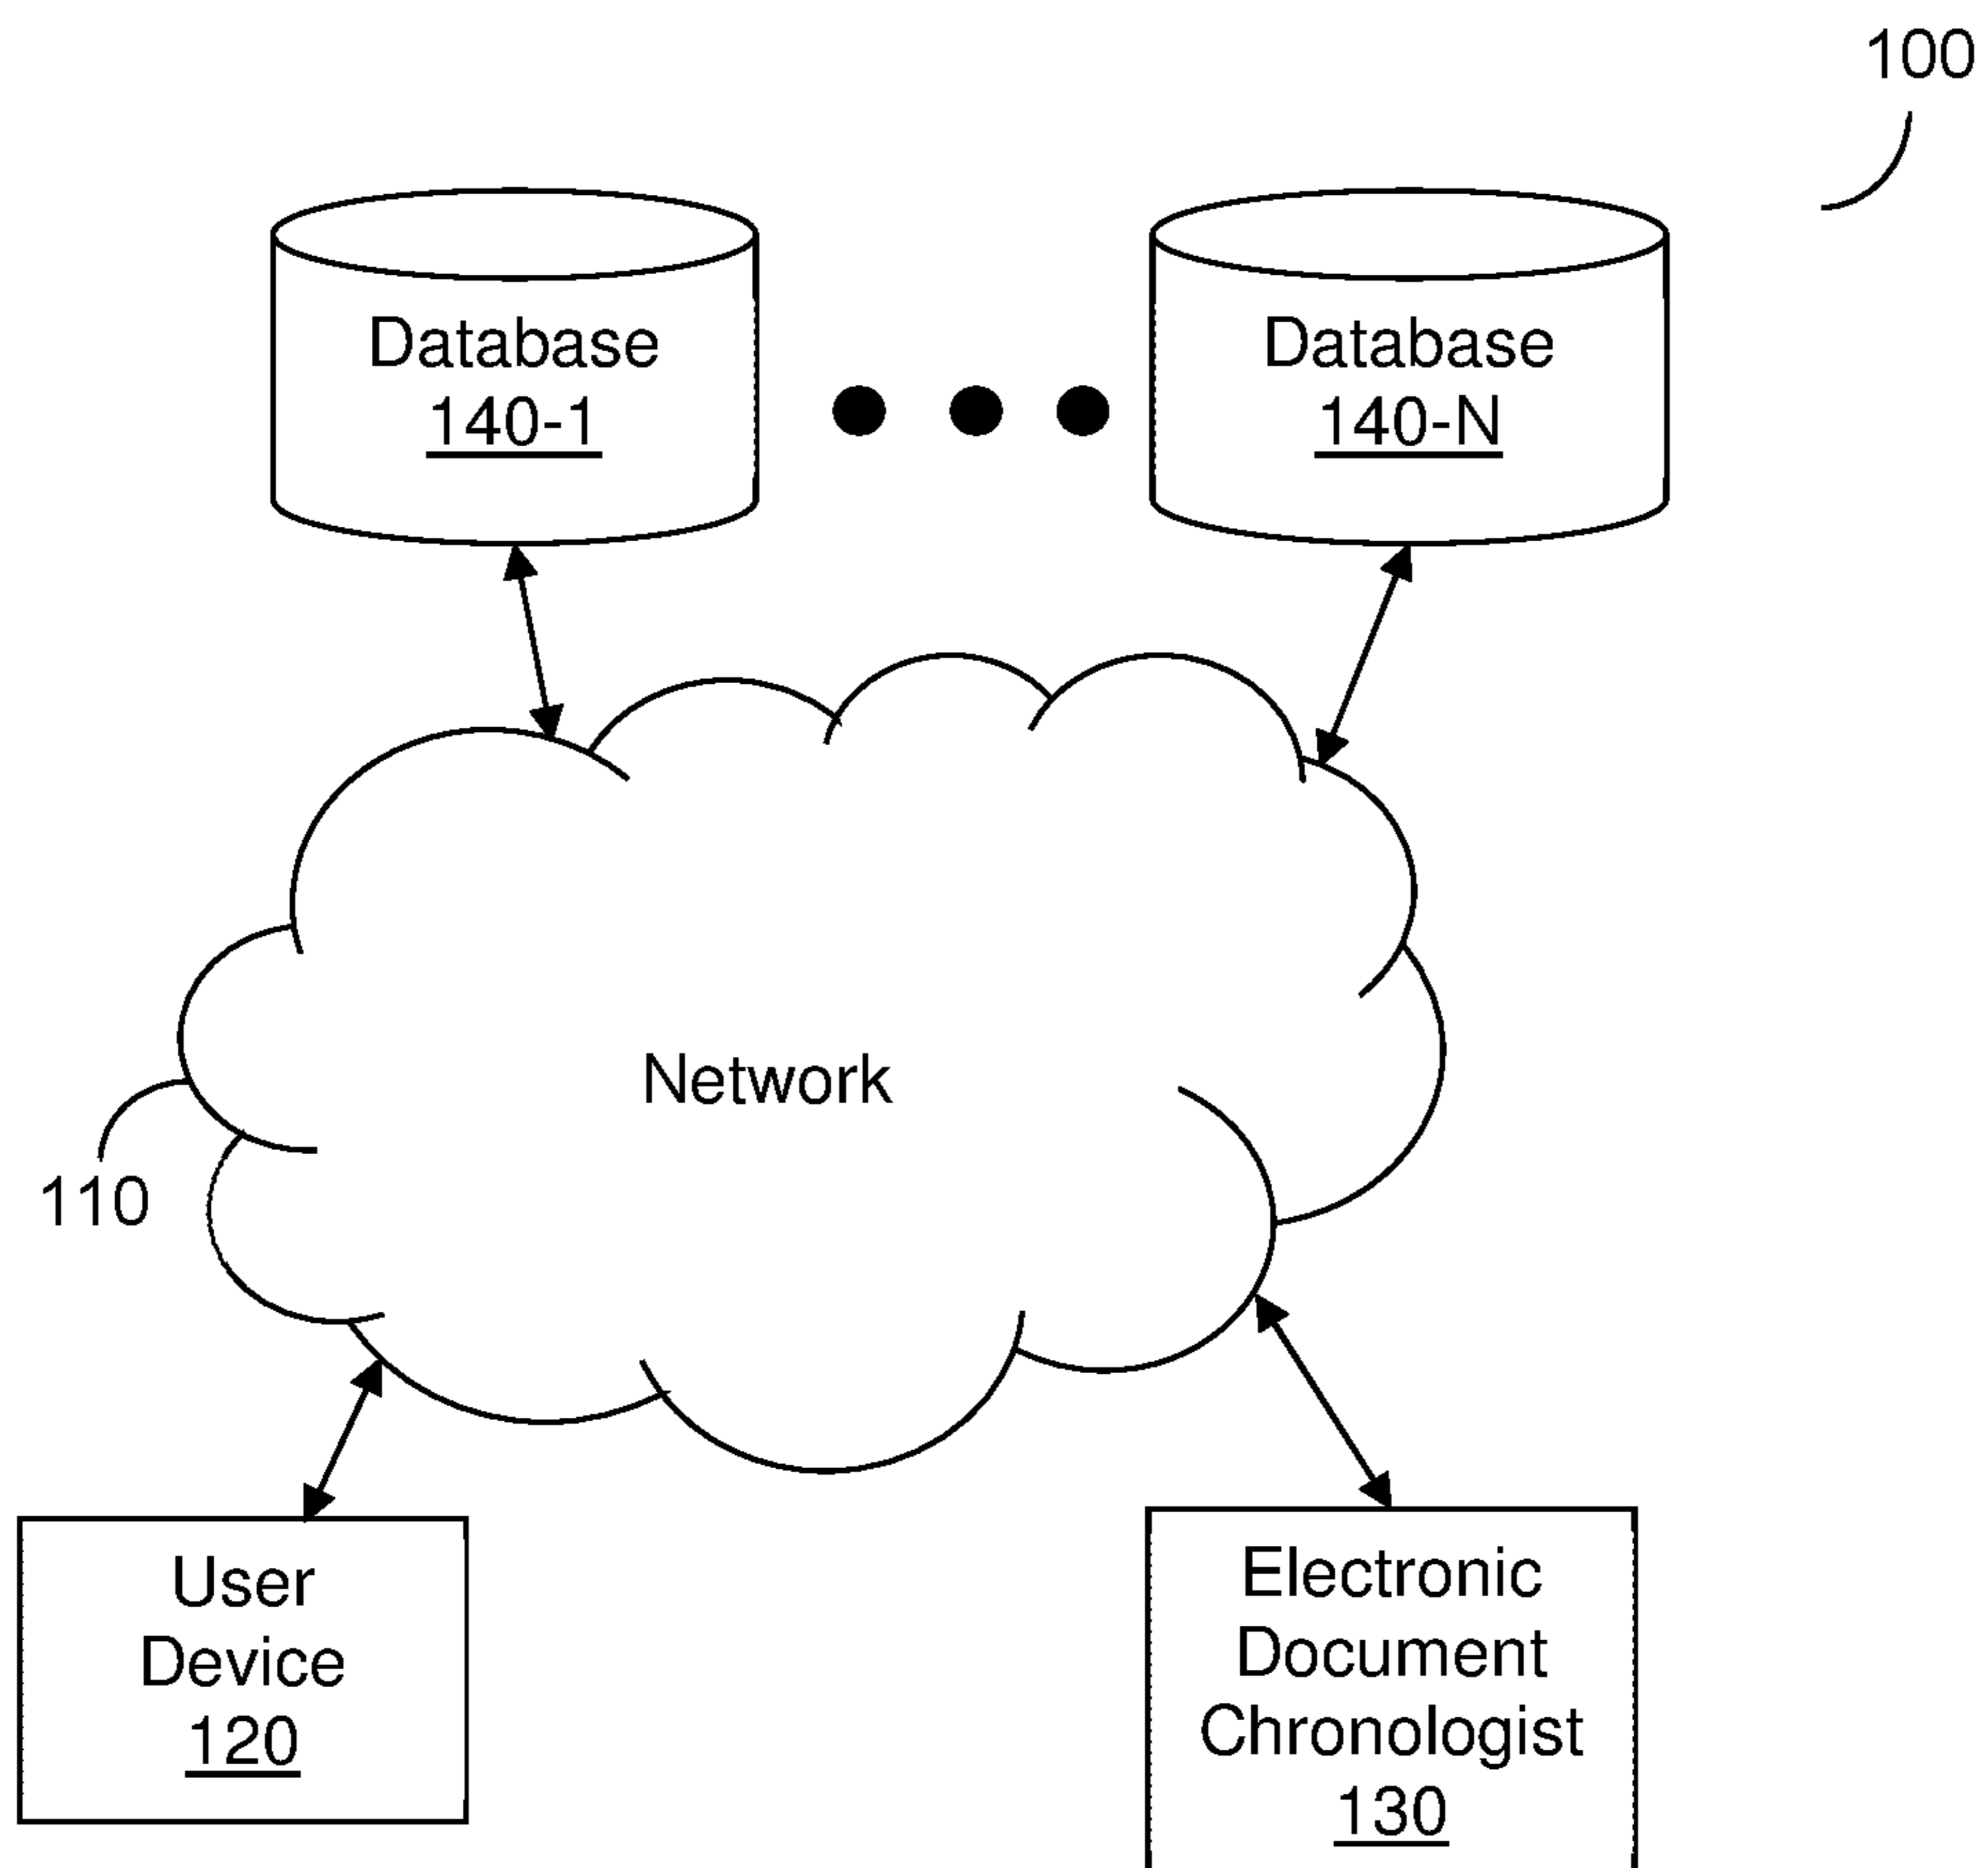 100
Database
140-1
Database
140-N
Network
110
User
Device
120
Electronic
Document
Chronologist
130